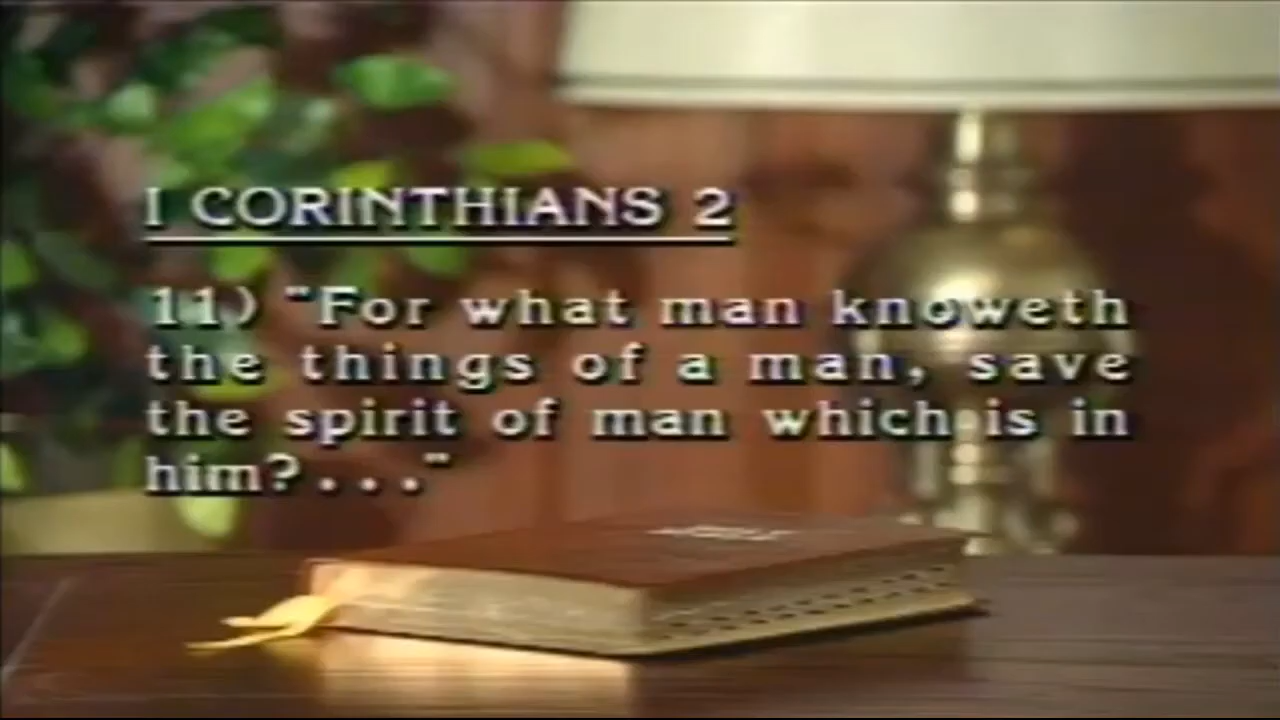 I CORINTHIANS 2
11) "For what man knoweth
the things of a man, save
the spirit of man which is in
him?..."